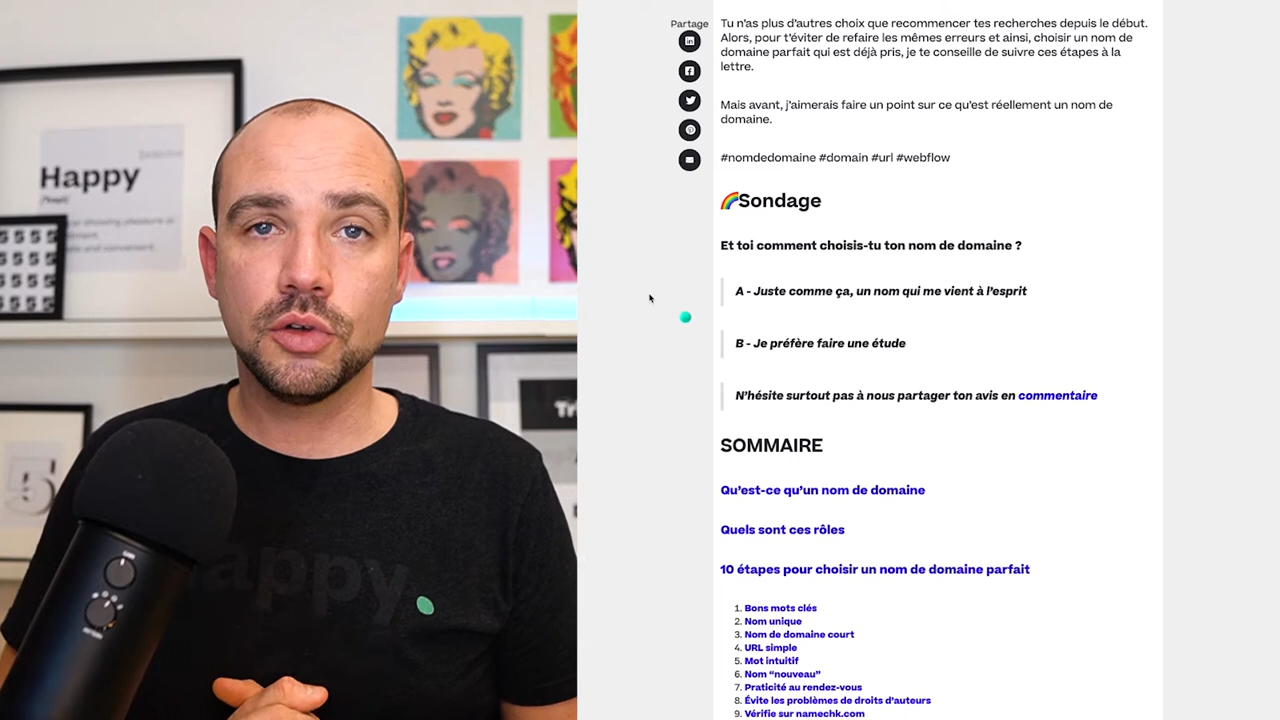 Happy
appy.
5
Partage
Tu n'as plus d'autres choix que recommencer tes recherches depuis le début.
Alors, pour t'éviter de refaire les mêmes erreurs et ainsi, choisir un nom de
domaine parfait qui est déjà pris, je te conseille de suivre ces étapes à la
lettre.
Mais avant, j'aimerais faire un point sur ce qu'est réellement un nom de
domaine.
#nomdedomaine #domain #url #webflow
🌈Sondage
Et toi comment choisis-tu ton nom de domaine ?
A - Juste comme ça, un nom qui me vient à l'esprit
B - Je préfère faire une étude
N'hésite surtout pas à nous partager ton avis en commentaire
SOMMAIRE
Qu'est-ce qu'un nom de domaine
Quels sont ces rôles
10 étapes pour choisir un nom de domaine parfait
1. Bons mots clés
2. Nom unique
3. Nom de domaine court
4. URL simple
5. Mot intuitif
6. Nom "nouveau"
7. Praticité au rendez-vous
8. Évite les problèmes de droits d'auteurs
9. Vérifie sur namechk.com